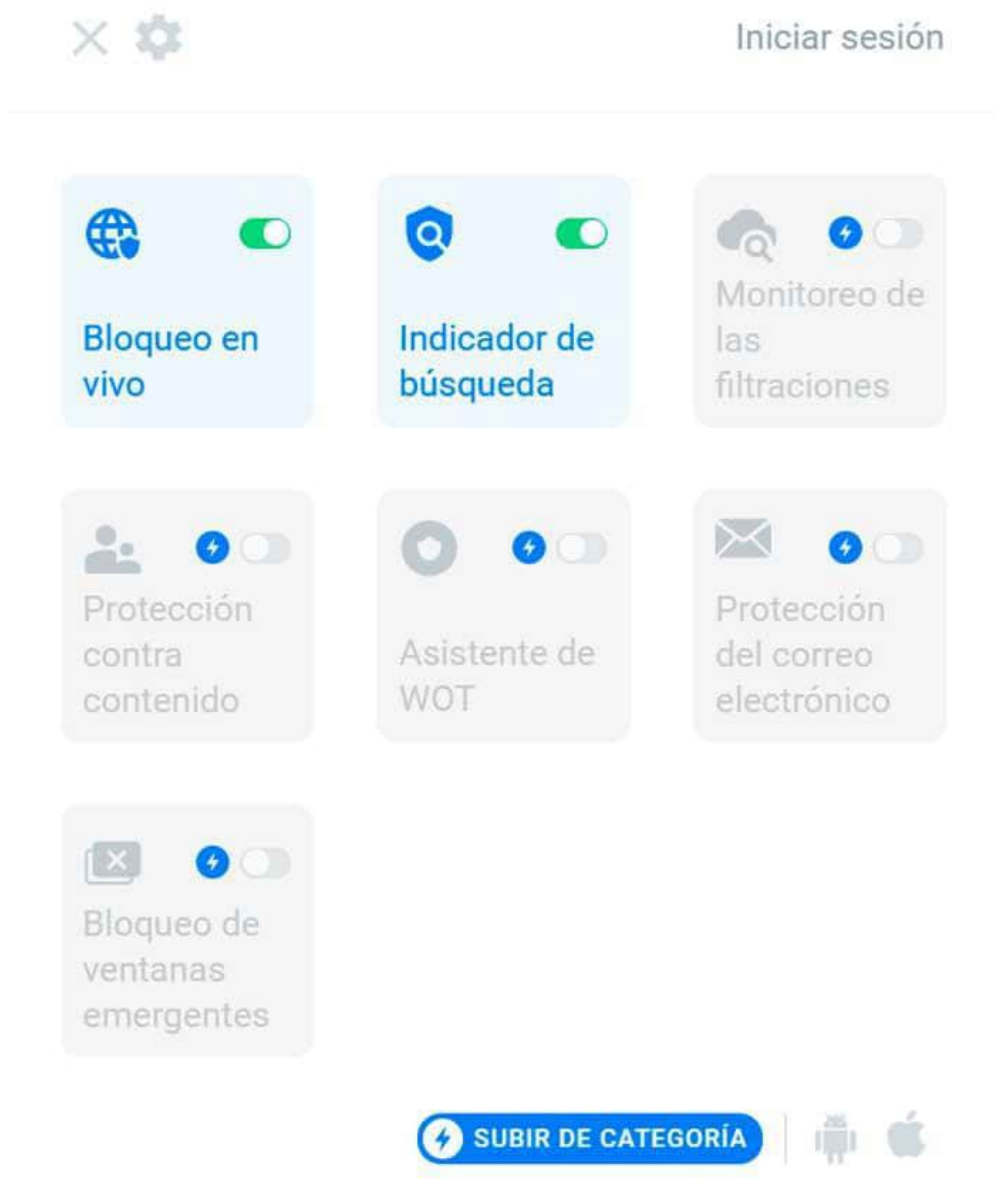 Iniciar sesión
Bloqueo en
vivo
Indicador de
búsqueda
Monitoreo de
las
filtraciones
Protección
contra
contenido
Asistente de
WOT
Protección
del correo
electrónico
Bloqueo de
ventanas
emergentes
SUBIR DE CATEGORÍA